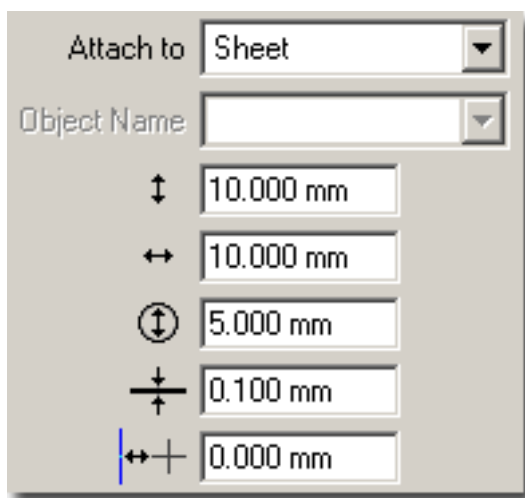 Attach to Sheet
Object Name
10.000 mm
10.000 mm
5.000 mm
0.100 mm
0.000 mm